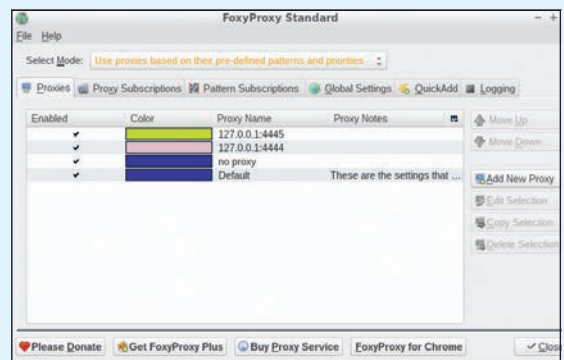 FoxyProxy Standard
File Help
Select Mode: Use proxies based on their pre-defined patterns and priorities
Proxies Proxy Subscriptions Pattern Subscriptions Global Settings QuickAdd Logging
Enabled Color Proxy Name Proxy Notes
127.0.0.1:4445
127.0.0.1:4444
no proxy
Default These are the settings that ...
Move Up
Move Down
Add New Proxy
Edit Selection
Copy Selection
Delete Selection
Please Donate Get FoxyProxy Plus Buy Proxy Service FoxyProxy for Chrome Clos